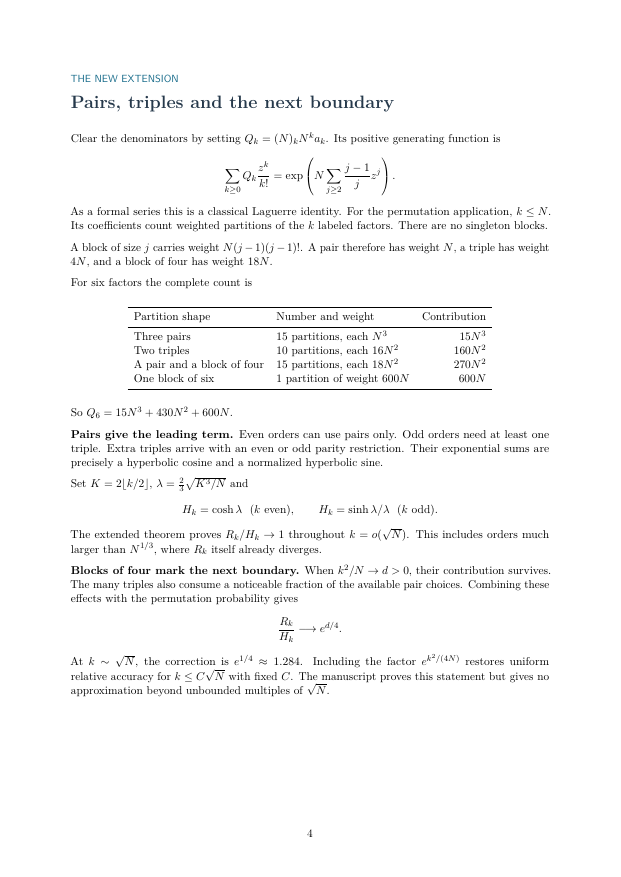 THE NEW EXTENSION
Pairs, triples and the next boundary
Clear the denominators by setting Q_k = (N)_k N^k a_k. Its positive generating function is
∑_{k≥0} Q_k z^k/k! = exp ( N ∑_{j≥2} (j − 1)/j z^j ).
As a formal series this is a classical Laguerre identity. For the permutation application, k ≤ N.
Its coefficients count weighted partitions of the k labeled factors. There are no singleton blocks.
A block of size j carries weight N(j − 1)(j − 1)!. A pair therefore has weight N, a triple has weight
4N, and a block of four has weight 18N.
For six factors the complete count is
Partition shape Number and weight Contribution
Three pairs 15 partitions, each N^3 15N^3
Two triples 10 partitions, each 16N^2 160N^2
A pair and a block of four 15 partitions, each 18N^2 270N^2
One block of six 1 partition of weight 600N 600N
So Q_6 = 15N^3 + 430N^2 + 600N.
Pairs give the leading term. Even orders can use pairs only. Odd orders need at least one
triple. Extra triples arrive with an even or odd parity restriction. Their exponential sums are
precisely a hyperbolic cosine and a normalized hyperbolic sine.
Set K = 2⌊k/2⌋, λ = 2/3 √(K^3/N) and
H_k = cosh λ (k even), H_k = sinh λ/λ (k odd).
The extended theorem proves R_k/H_k → 1 throughout k = o(√N). This includes orders much
larger than N^{1/3}, where R_k itself already diverges.
Blocks of four mark the next boundary. When k^2/N → d > 0, their contribution survives.
The many triples also consume a noticeable fraction of the available pair choices. Combining these
effects with the permutation probability gives
R_k/H_k ⟶ e^{d/4}.
At k ∼ √N, the correction is e^{1/4} ≈ 1.284. Including the factor e^{k^2/(4N)} restores uniform
relative accuracy for k ≤ C√N with fixed C. The manuscript proves this statement but gives no
approximation beyond unbounded multiples of √N.
4